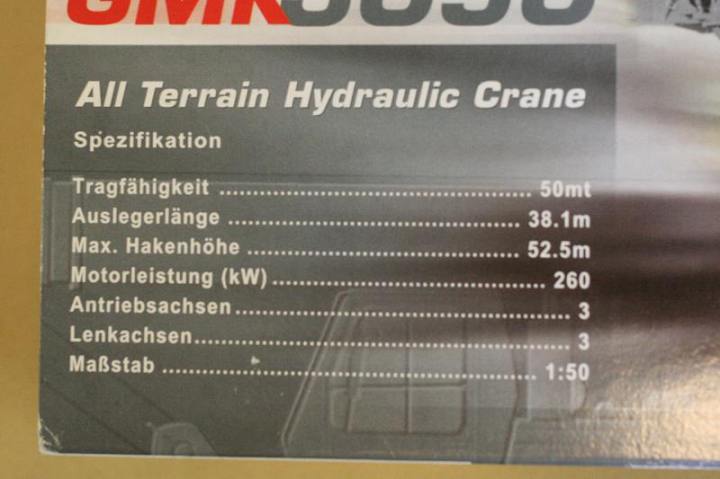 All Terrain Hydraulic Crane
Spezifikation
Tragfähigkeit ........................................ 50mt
Auslegerlänge ..................................... 38.1m
Max. Hakenhöhe .................................. 52.5m
Motorleistung (kW) .................................. 260
Antriebsachsen ........................................... 3
Lenkachsen ................................................ 3
Maßstab ................................................ 1:50